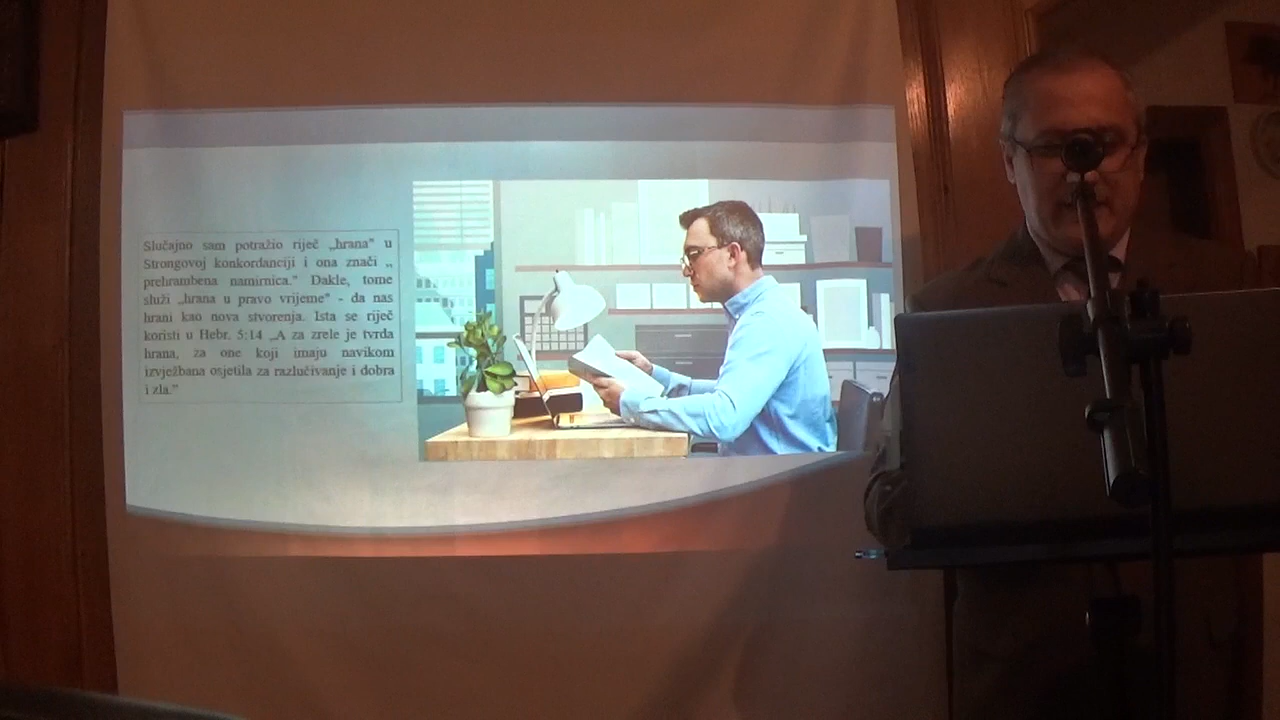 Slučajno sam potražio riječ „hrana" u
Strongovoj konkordanciji i ona znači „
prehrambena namirnica." Dakle, tome
služi „hrana u pravo vrijeme" - da nas
hrani kao nova stvorenja. Ista se riječ
koristi u Hebr. 5:14 „A za zrele je tvrda
hrana, za one koji imaju navikom
izvježbana osjetila za razlučivanje i dobra
i zla."